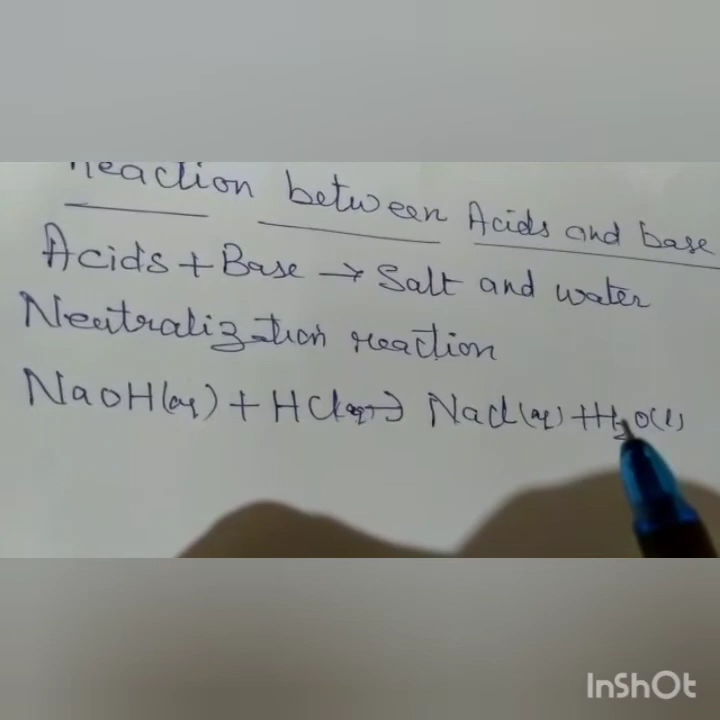 Reaction between Acids and base
Acids + Base → Salt and water
Neutralization reaction
NaOH(aq) + HCl(aq) → NaCl(aq) + H₂O(l)
InShOt